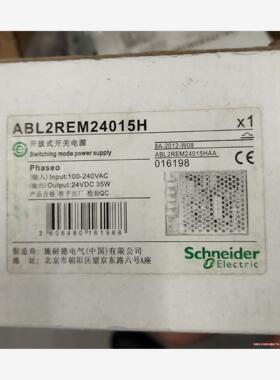 ABL2REM24015H
x1
开放式开关电源
Switching mode power supply
8A-2012-W08
ABL2REM24015HAA
016198
Phaseo
(输入) Input:100-240VAC
(输出) Output:24VDC 35W
产品合格 准予出厂 检验QC
施耐德电气(中国)有限公司
地址：北京市朝阳区望京东路六号A座
3 606480 161988
Schneider
Electric